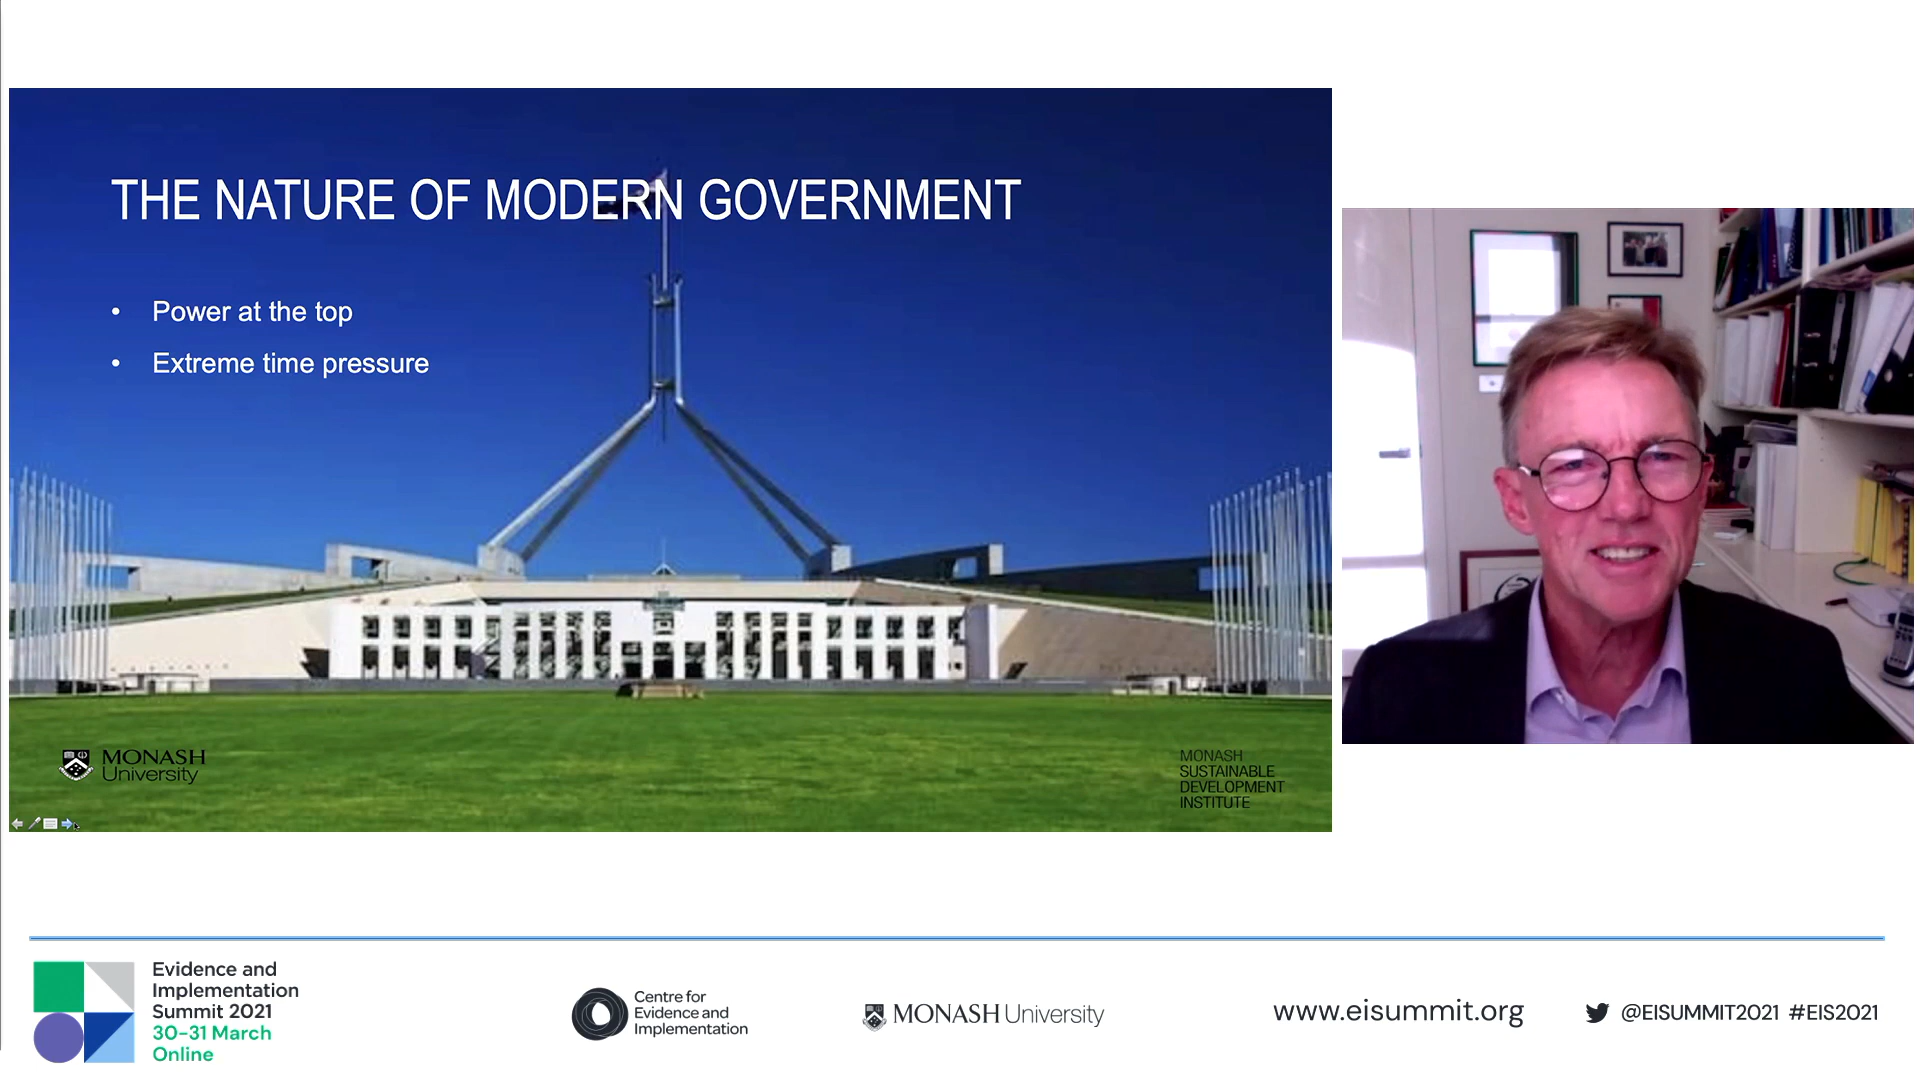 THE NATURE OF MODERN GOVERNMENT
• Power at the top
• Extreme time pressure
MONASH
University
MONASH
SUSTAINABLE
DEVELOPMENT
INSTITUTE
Evidence and
Implementation
Summit 2021
30–31 March
Online
Centre for
Evidence and
Implementation
MONASH University
www.eisummit.org
@EISUMMIT2021 #EIS2021